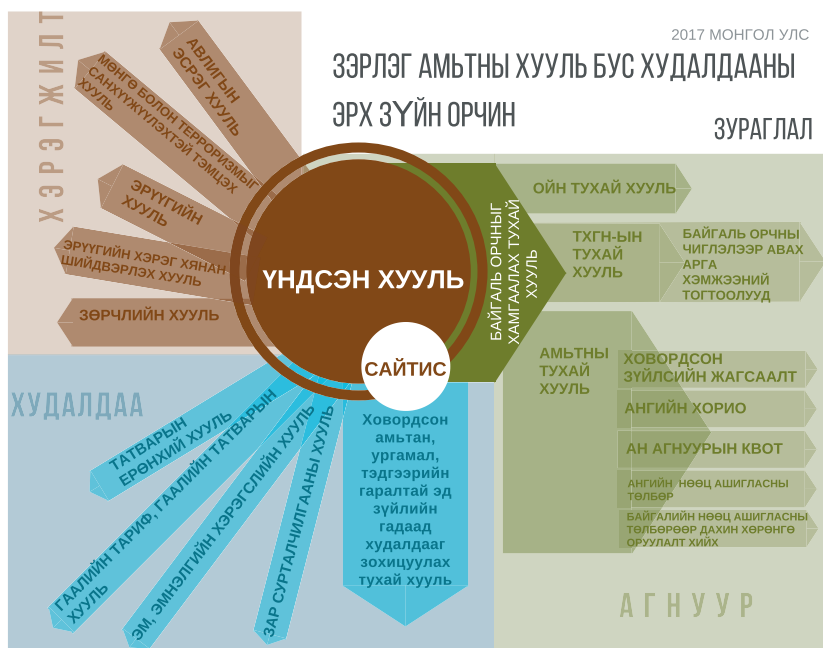 2017 МОНГОЛ УЛС
ЗЭРЛЭГ АМЬТНЫ ХУУЛЬ БУС ХУДАЛДААНЫ
ЭРХ ЗҮЙН ОРЧИН
ЗУРАГЛАЛ
ХЭРЭГЖИЛТ
АВЛИГЫН
ЭСРЭГ ХУУЛЬ
МӨНГӨ БОЛОН ТЕРРОРИЗМЫГ
САНХҮҮЖҮҮЛЭХТЭЙ ТЭМЦЭХ
ХУУЛЬ
ЭРҮҮГИЙН
ХУУЛЬ
ЭРҮҮГИЙН ХЭРЭГ ХЯНАН
ШИЙДВЭРЛЭХ ХУУЛЬ
ЗӨРЧЛИЙН ХУУЛЬ
ҮНДСЭН ХУУЛЬ
САЙТИС
БАЙГАЛЬ ОРЧНЫГ
ХАМГААЛАХ ТУХАЙ
ХУУЛЬ
ОЙН ТУХАЙ ХУУЛЬ
ТХГН-ЫН
ТУХАЙ
ХУУЛЬ
БАЙГАЛЬ ОРЧНЫ
ЧИГЛЭЛЭЭР АВАХ
АРГА
ХЭМЖЭЭНИЙ
ТОГТООЛУУД
АМЬТНЫ
ТУХАЙ
ХУУЛЬ
ХОВОРДСОН
ЗҮЙЛСИЙН ЖАГСААЛТ
АНГИЙН ХОРИО
АН АГНУУРЫН КВОТ
АНГИЙН НӨӨЦ АШИГЛАСНЫ
ТӨЛБӨР
БАЙГАЛИЙН НӨӨЦ АШИГЛАСНЫ
ТӨЛБӨРӨӨР ДАХИН ХӨРӨНГӨ
ОРУУЛАЛТ ХИЙХ
АГНУУР
ХУДАЛДАА
ТАТВАРЫН
ЕРӨНХИЙ ХУУЛЬ
ГААЛИЙН ТАРИФ, ГААЛИЙН ТАТВАРЫН
ХУУЛЬ
ЭМ, ЭМНЭЛГИЙН ХЭРЭГСЛИЙН ХУУЛЬ
ЗАР СУРТАЛЧИЛГААНЫ ХУУЛЬ
Ховордсон
амьтан,
ургамал,
тэдгээрийн
гаралтай эд
зүйлийн
гадаад
худалдааг
зохицуулах
тухай хууль